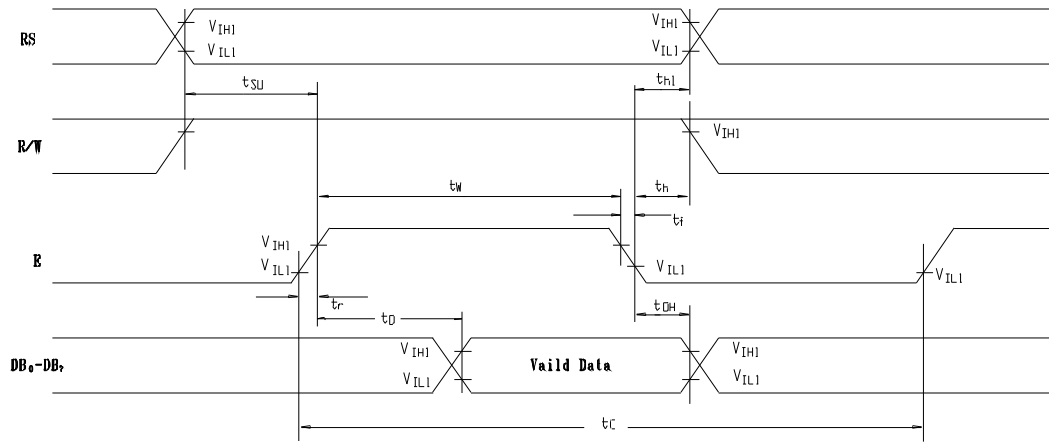 RS
V_IH1
V_IL1
V_IH1
V_IL1
t_SU
t_h1
R/W
V_IH1
t_W
t_h
t_f
E
V_IH1
V_IL1
V_IL1
V_IL1
t_r
t_D
t_DH
DB₀-DB₇
V_IH1
V_IL1
Vaild Data
V_IH1
V_IL1
t_C